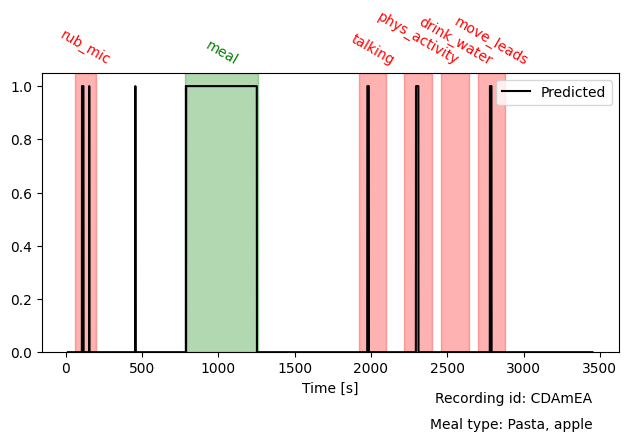 rub_mic
meal
talking
phys_activity
drink_water
move_leads
Predicted
1.0
0.8
0.6
0.4
0.2
0.0
0 500 1000 1500 2000 2500 3000 3500
Time [s]
Recording id: CDAmEA
Meal type: Pasta, apple